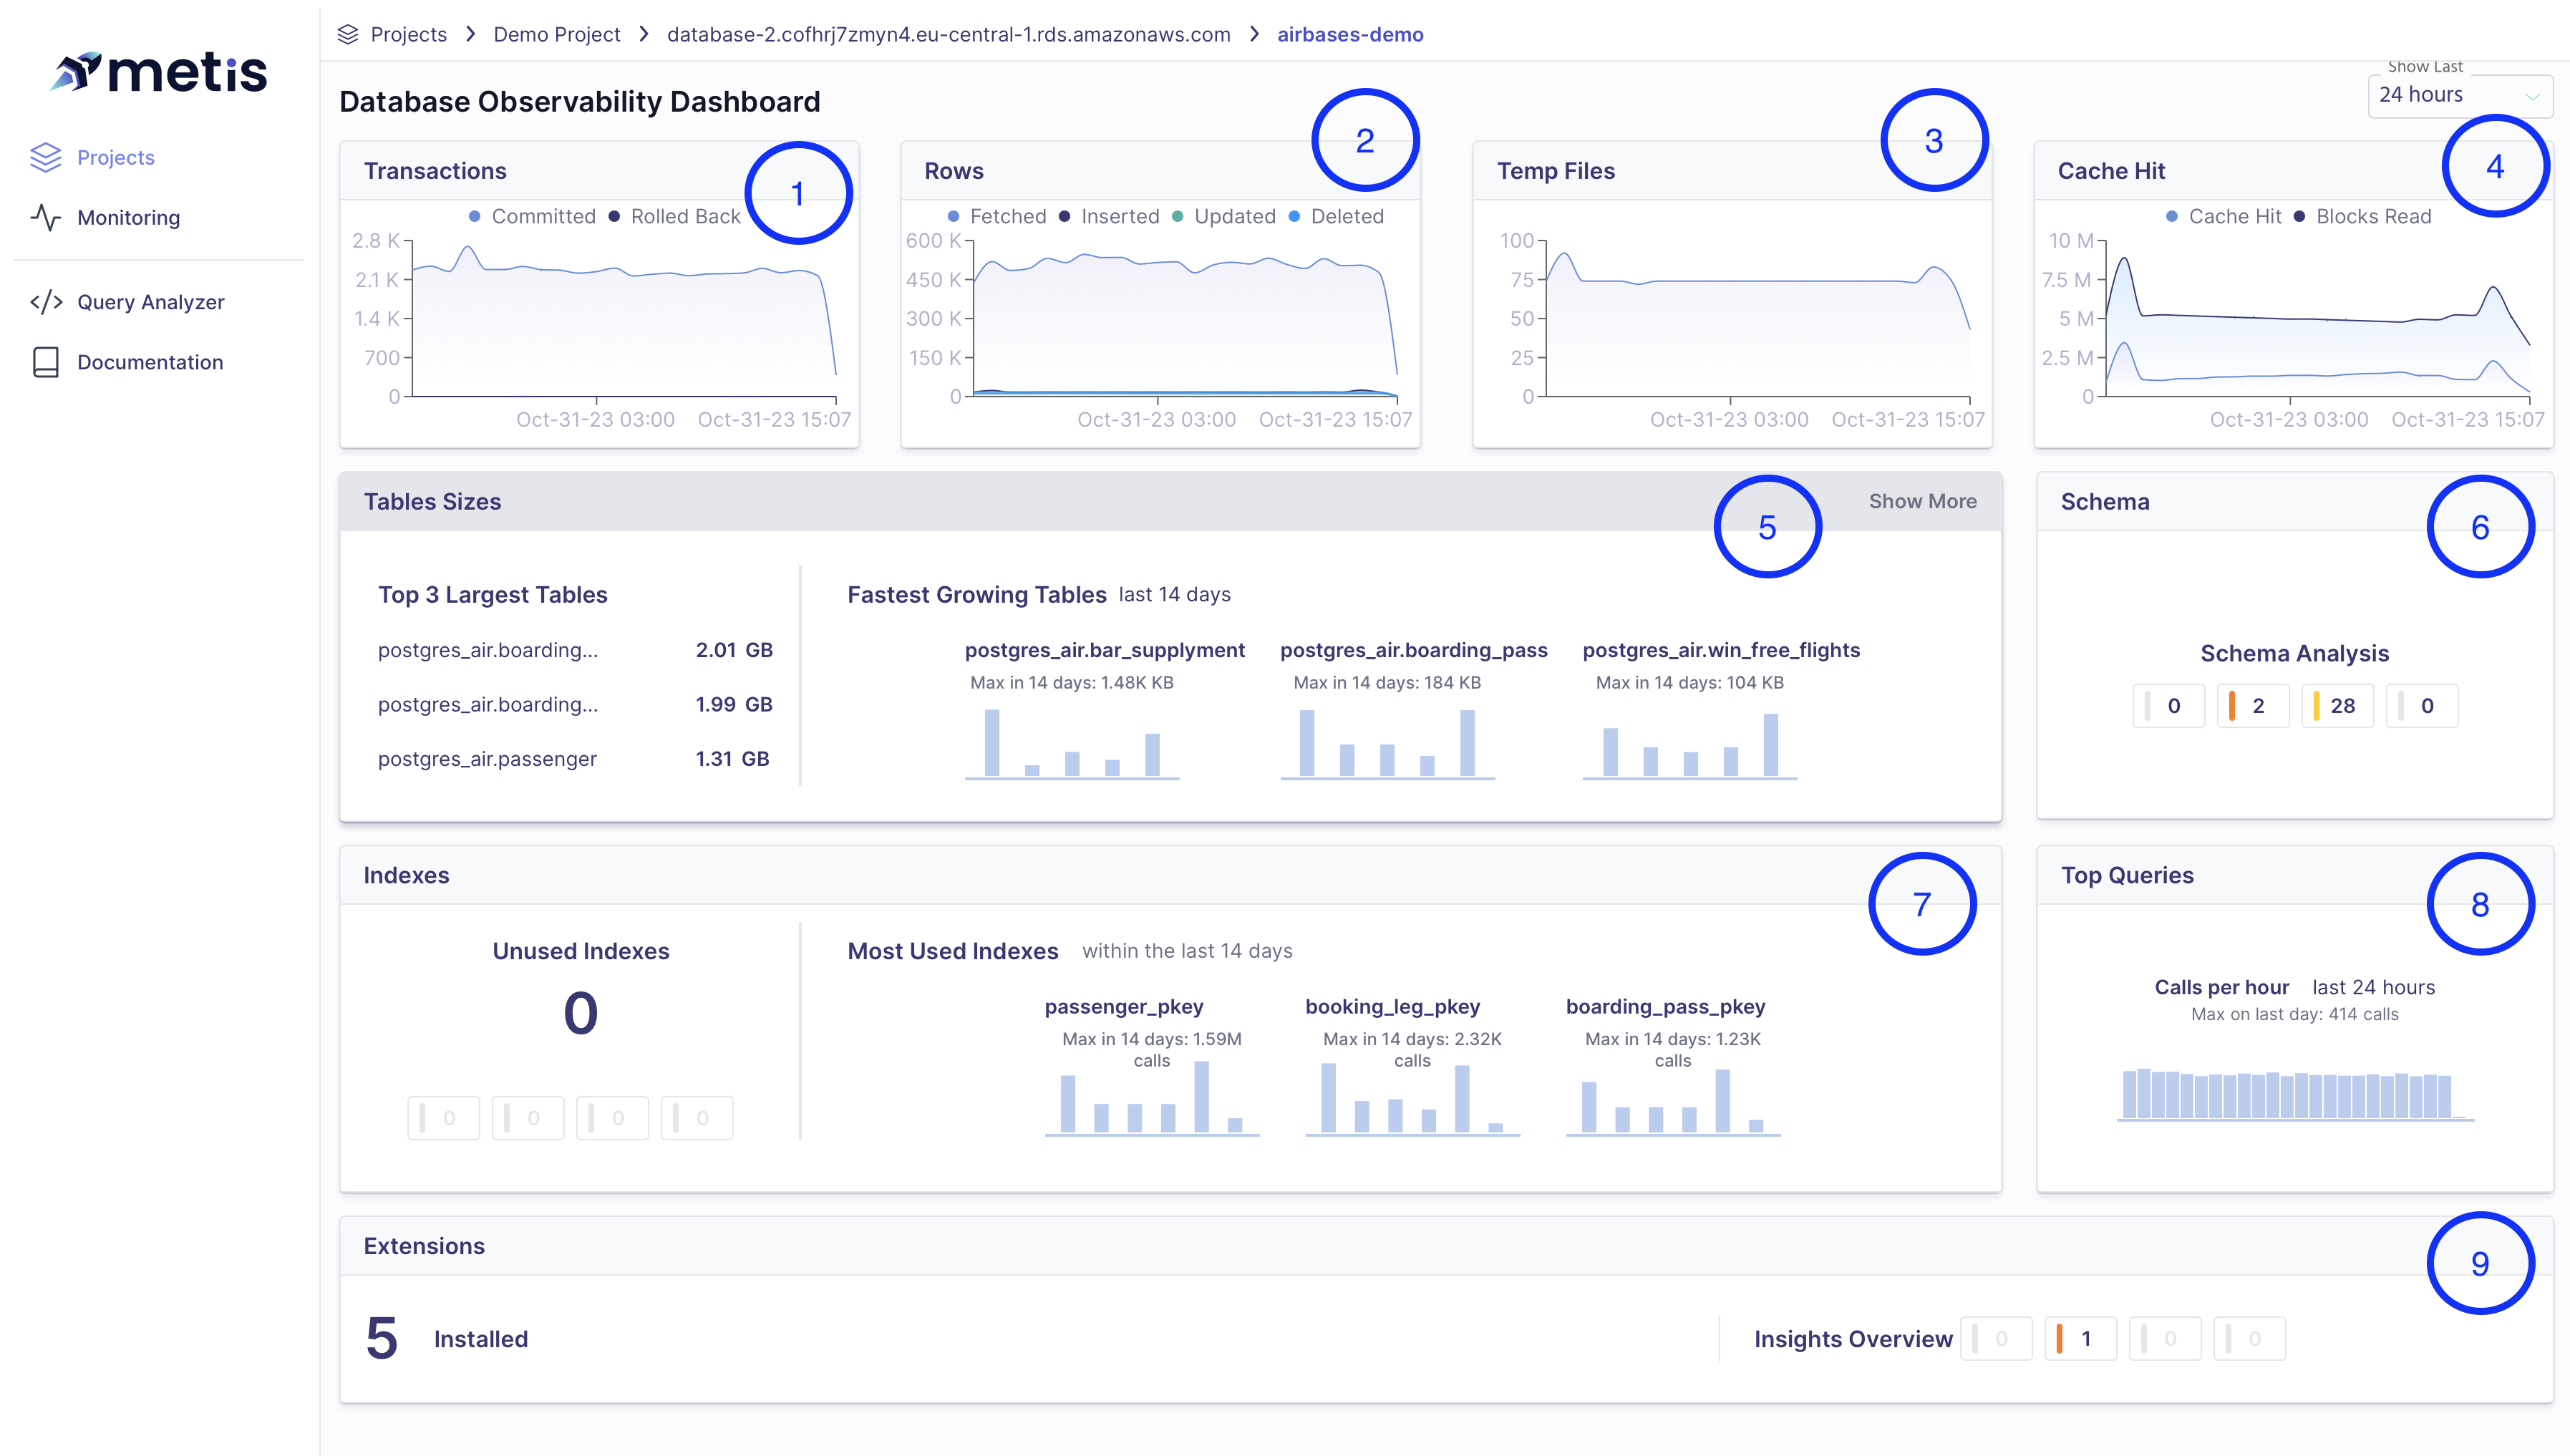 metis
Projects
Monitoring
Query Analyzer
Documentation
Projects > Demo Project > database-2.cofhrj7zmyn4.eu-central-1.rds.amazonaws.com > airbases-demo
Database Observability Dashboard
Show Last
24 hours
Transactions
1
Committed Rolled Back
2.8 K
2.1 K
1.4 K
700
0
Oct-31-23 03:00 Oct-31-23 15:07
Rows
2
Fetched Inserted Updated Deleted
600 K
450 K
300 K
150 K
0
Oct-31-23 03:00 Oct-31-23 15:07
Temp Files
3
100
75
50
25
0
Oct-31-23 03:00 Oct-31-23 15:07
Cache Hit
4
Cache Hit Blocks Read
10 M
7.5 M
5 M
2.5 M
0
Oct-31-23 03:00 Oct-31-23 15:07
Tables Sizes
5
Show More
Top 3 Largest Tables
postgres_air.boarding... 2.01 GB
postgres_air.boarding... 1.99 GB
postgres_air.passenger 1.31 GB
Fastest Growing Tables last 14 days
postgres_air.bar_supplyment
Max in 14 days: 1.48K KB
postgres_air.boarding_pass
Max in 14 days: 184 KB
postgres_air.win_free_flights
Max in 14 days: 104 KB
Schema
6
Schema Analysis
0 2 28 0
Indexes
7
Unused Indexes
0
0 0 0 0
Most Used Indexes within the last 14 days
passenger_pkey
Max in 14 days: 1.59M
calls
booking_leg_pkey
Max in 14 days: 2.32K
calls
boarding_pass_pkey
Max in 14 days: 1.23K
calls
Top Queries
8
Calls per hour last 24 hours
Max on last day: 414 calls
Extensions
9
5 Installed
Insights Overview 0 1 0 0